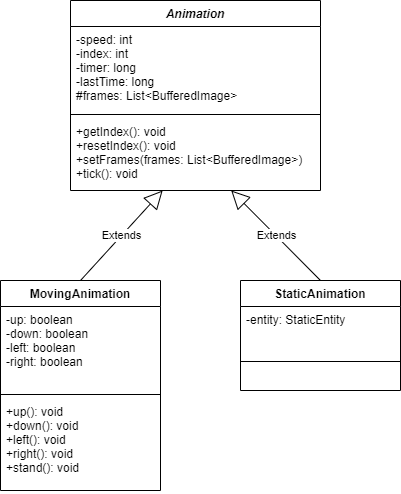 Animation
-speed: int
-index: int
-timer: long
-lastTime: long
#frames: List<BufferedImage>
+getIndex(): void
+resetIndex(): void
+setFrames(frames: List<BufferedImage>)
+tick(): void
Extends
Extends
MovingAnimation
-up: boolean
-down: boolean
-left: boolean
-right: boolean
+up(): void
+down(): void
+left(): void
+right(): void
+stand(): void
StaticAnimation
-entity: StaticEntity